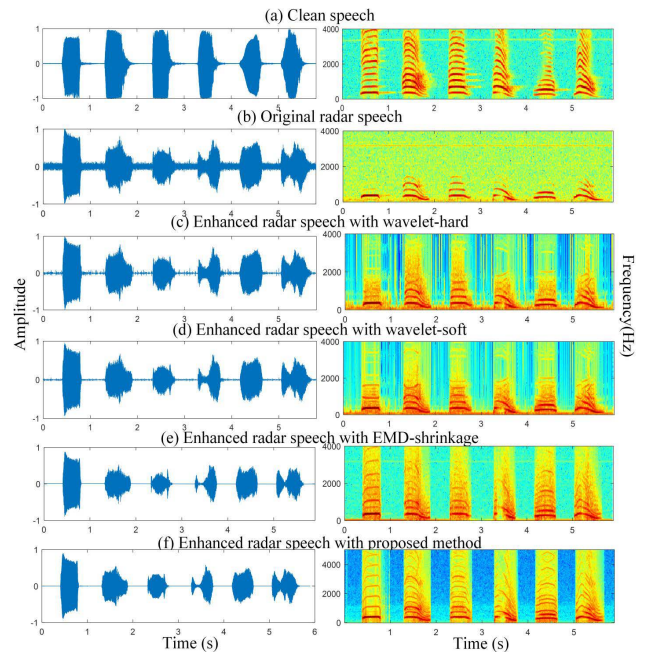 (a) Clean speech
1
0
-1
0 1 2 3 4 5
4000
2000
0
0 1 2 3 4 5
(b) Original radar speech
1
0
-1
0 1 2 3 4 5
4000
2000
0
0 1 2 3 4 5
(c) Enhanced radar speech with wavelet-hard
1
0
-1
0 1 2 3 4 5
4000
2000
0
0 1 2 3 4 5
(d) Enhanced radar speech with wavelet-soft
1
0
-1
0 1 2 3 4 5
4000
2000
0
0 1 2 3 4 5
(e) Enhanced radar speech with EMD-shrinkage
1
0
-1
0 1 2 3 4 5
4000
2000
0
0 1 2 3 4 5
(f) Enhanced radar speech with proposed method
1
0
-1
0 1 2 3 4 5 6
5000
4000
3000
2000
1000
0
0 1 2 3 4 5
Amplitude
Frequency(Hz)
Time (s)
Time (s)